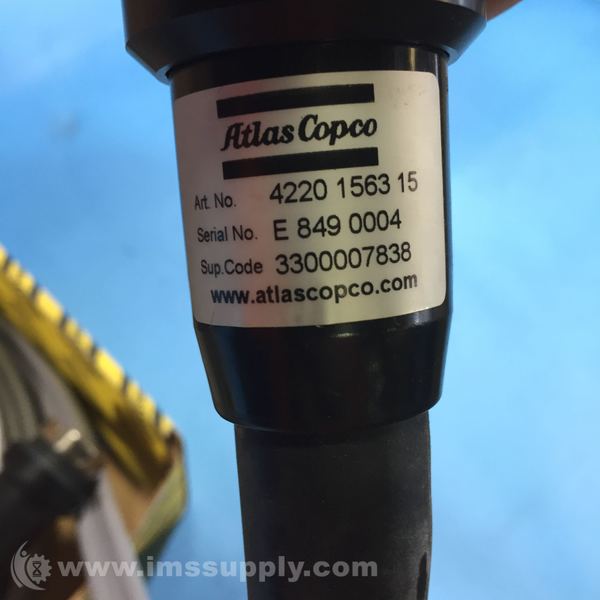 Atlas Copco
Art. No. 4220 1563 15
Serial No. E 849 0004
Sup.Code 3300007838
www.atlascopco.com
www.imssupply.com